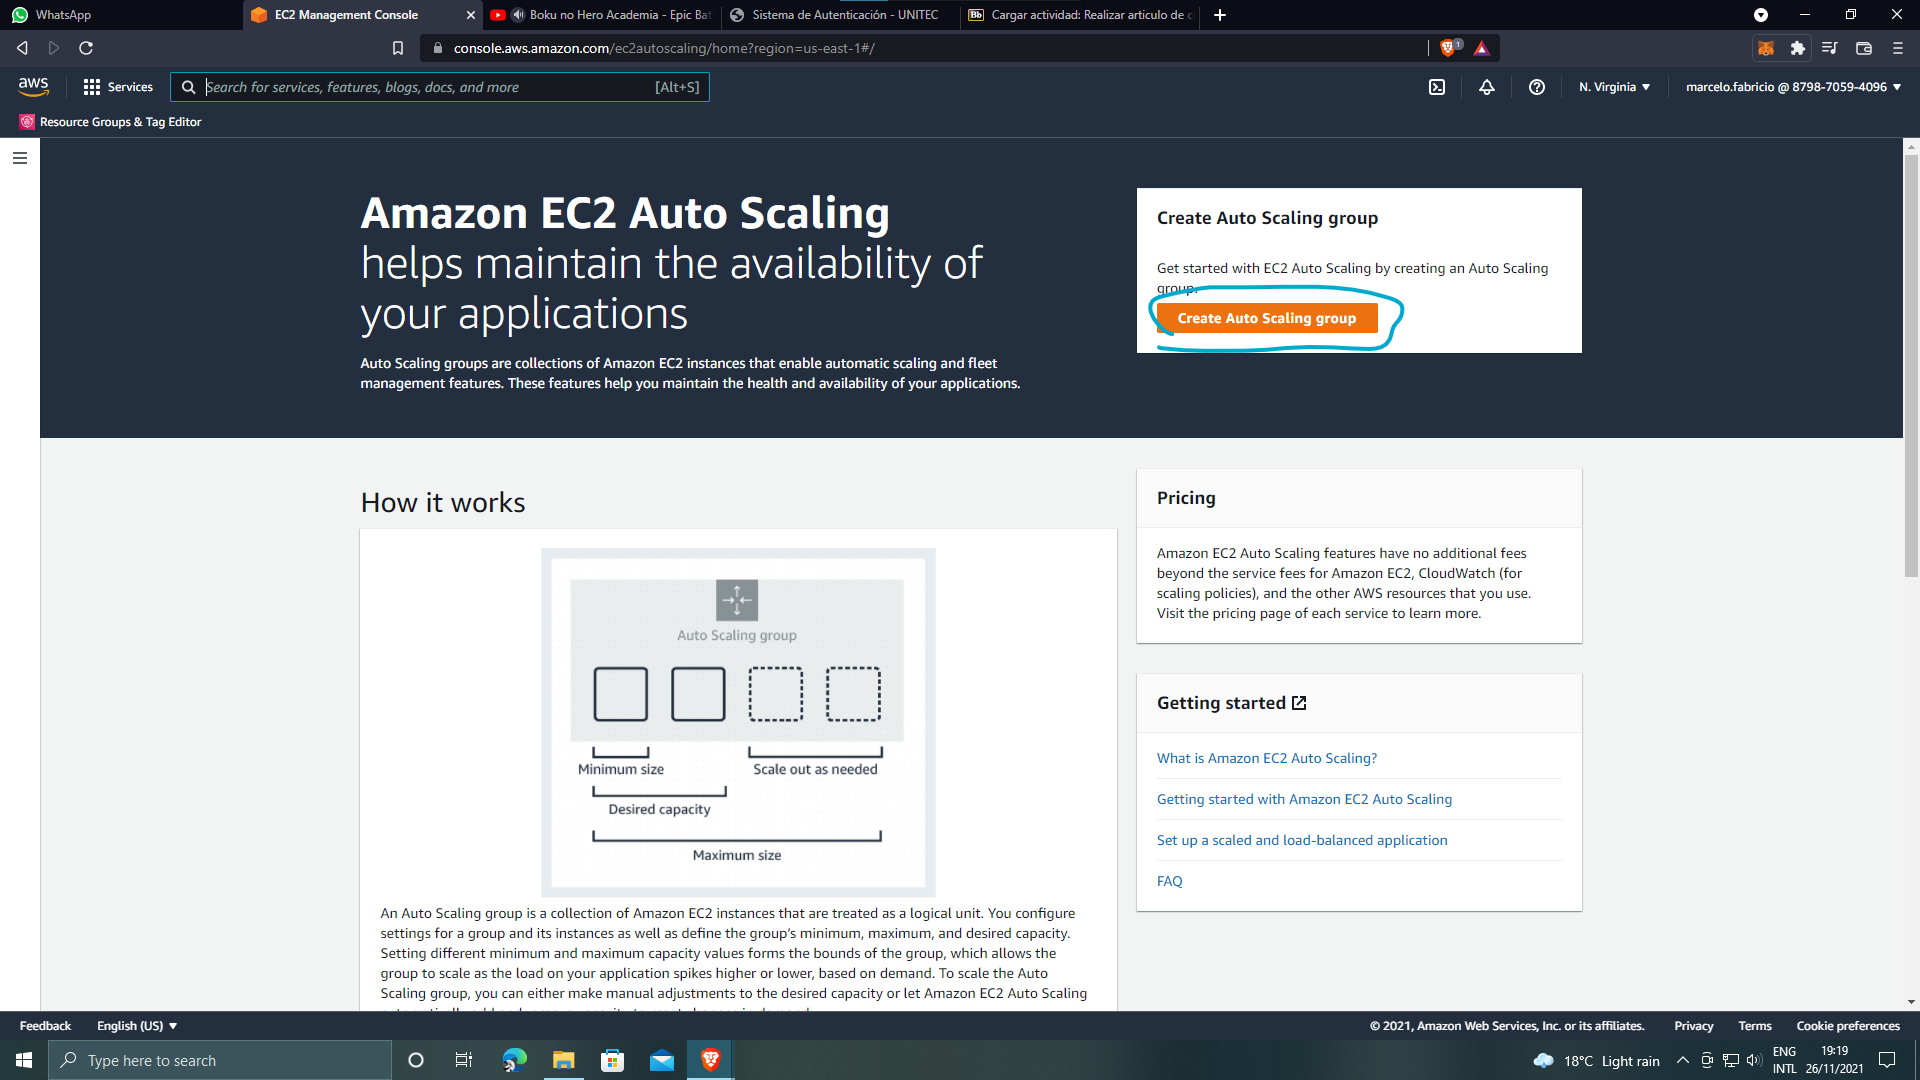 WhatsApp
EC2 Management Console
Boku no Hero Academia - Epic Bat
Sistema de Autenticación - UNITEC
Bb Cargar actividad: Realizar articulo de c
console.aws.amazon.com/ec2autoscaling/home?region=us-east-1#/
1
aws
Services
Search for services, features, blogs, docs, and more [Alt+S]
N. Virginia
marcelo.fabricio @ 8798-7059-4096
Resource Groups & Tag Editor
Amazon EC2 Auto Scaling
helps maintain the availability of
your applications
Auto Scaling groups are collections of Amazon EC2 instances that enable automatic scaling and fleet
management features. These features help you maintain the health and availability of your applications.
Create Auto Scaling group
Get started with EC2 Auto Scaling by creating an Auto Scaling
group.
Create Auto Scaling group
How it works
Auto Scaling group
Minimum size
Scale out as needed
Desired capacity
Maximum size
An Auto Scaling group is a collection of Amazon EC2 instances that are treated as a logical unit. You configure
settings for a group and its instances as well as define the group's minimum, maximum, and desired capacity.
Setting different minimum and maximum capacity values forms the bounds of the group, which allows the
group to scale as the load on your application spikes higher or lower, based on demand. To scale the Auto
Scaling group, you can either make manual adjustments to the desired capacity or let Amazon EC2 Auto Scaling
Pricing
Amazon EC2 Auto Scaling features have no additional fees
beyond the service fees for Amazon EC2, CloudWatch (for
scaling policies), and the other AWS resources that you use.
Visit the pricing page of each service to learn more.
Getting started
What is Amazon EC2 Auto Scaling?
Getting started with Amazon EC2 Auto Scaling
Set up a scaled and load-balanced application
FAQ
Feedback
English (US)
© 2021, Amazon Web Services, Inc. or its affiliates.
Privacy
Terms
Cookie preferences
Type here to search
18°C Light rain
ENG
INTL
19:19
26/11/2021